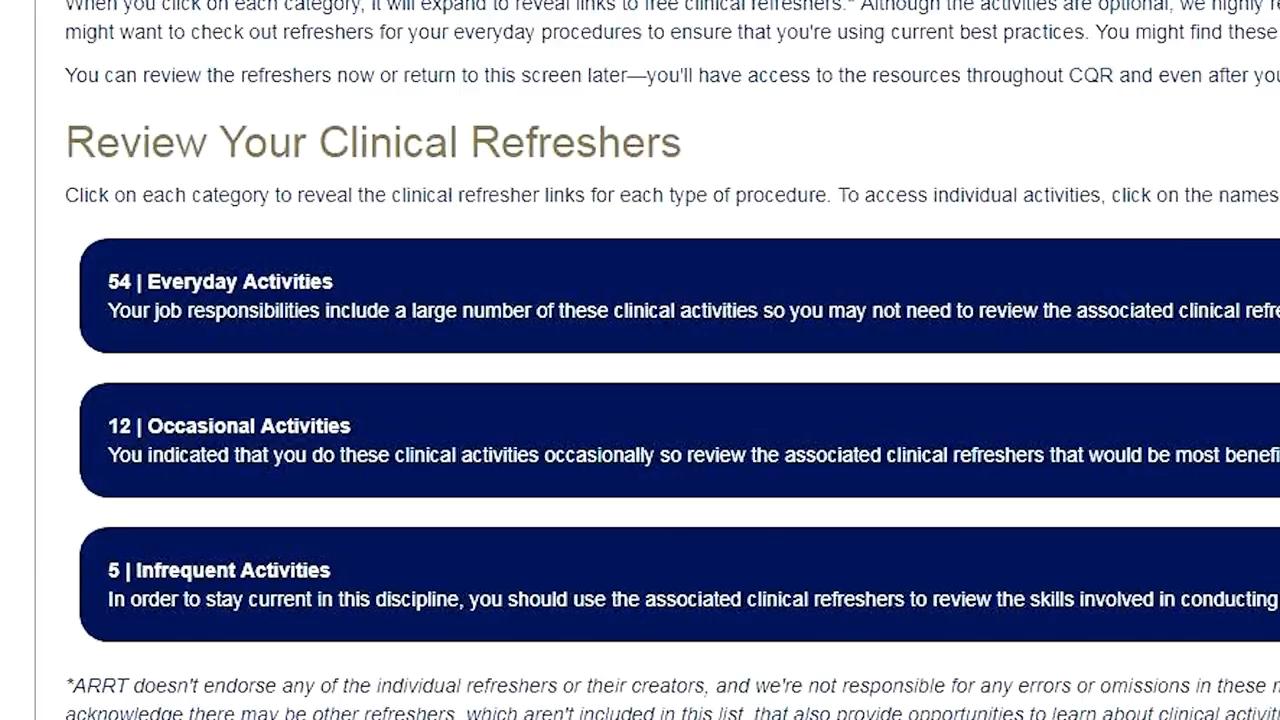 When you click on each category, it will expand to reveal links to free clinical refreshers.* Although the activities are optional, we highly
might want to check out refreshers for your everyday procedures to ensure that you're using current best practices. You might find these
You can review the refreshers now or return to this screen later—you'll have access to the resources throughout CQR and even after
Review Your Clinical Refreshers
Click on each category to reveal the clinical refresher links for each type of procedure. To access individual activities, click on the names
54 | Everyday Activities
Your job responsibilities include a large number of these clinical activities so you may not need to review the associated clinical
12 | Occasional Activities
You indicated that you do these clinical activities occasionally so review the associated clinical refreshers that would be most
5 | Infrequent Activities
In order to stay current in this discipline, you should use the associated clinical refreshers to review the skills involved in conducting
*ARRT doesn't endorse any of the individual refreshers or their creators, and we're not responsible for any errors or omissions in these
acknowledge there may be other refreshers, which aren't included in this list, that also provide opportunities to learn about clinical